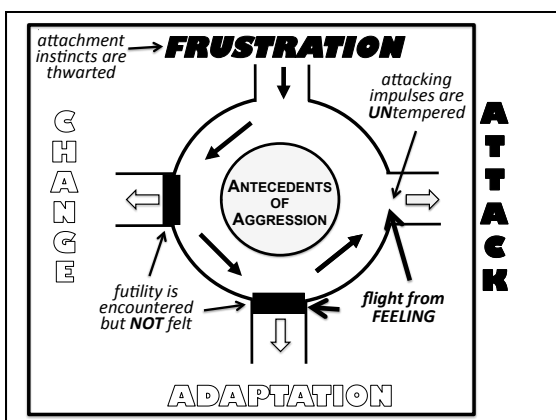 attachment
instincts are
thwarted
FRUSTRATION
attacking
impulses are
UNtempered
CHANGE
ATTACK
ANTECEDENTS
OF
AGGRESSION
futility is
encountered
but NOT felt
flight from
FEELING
ADAPTATION